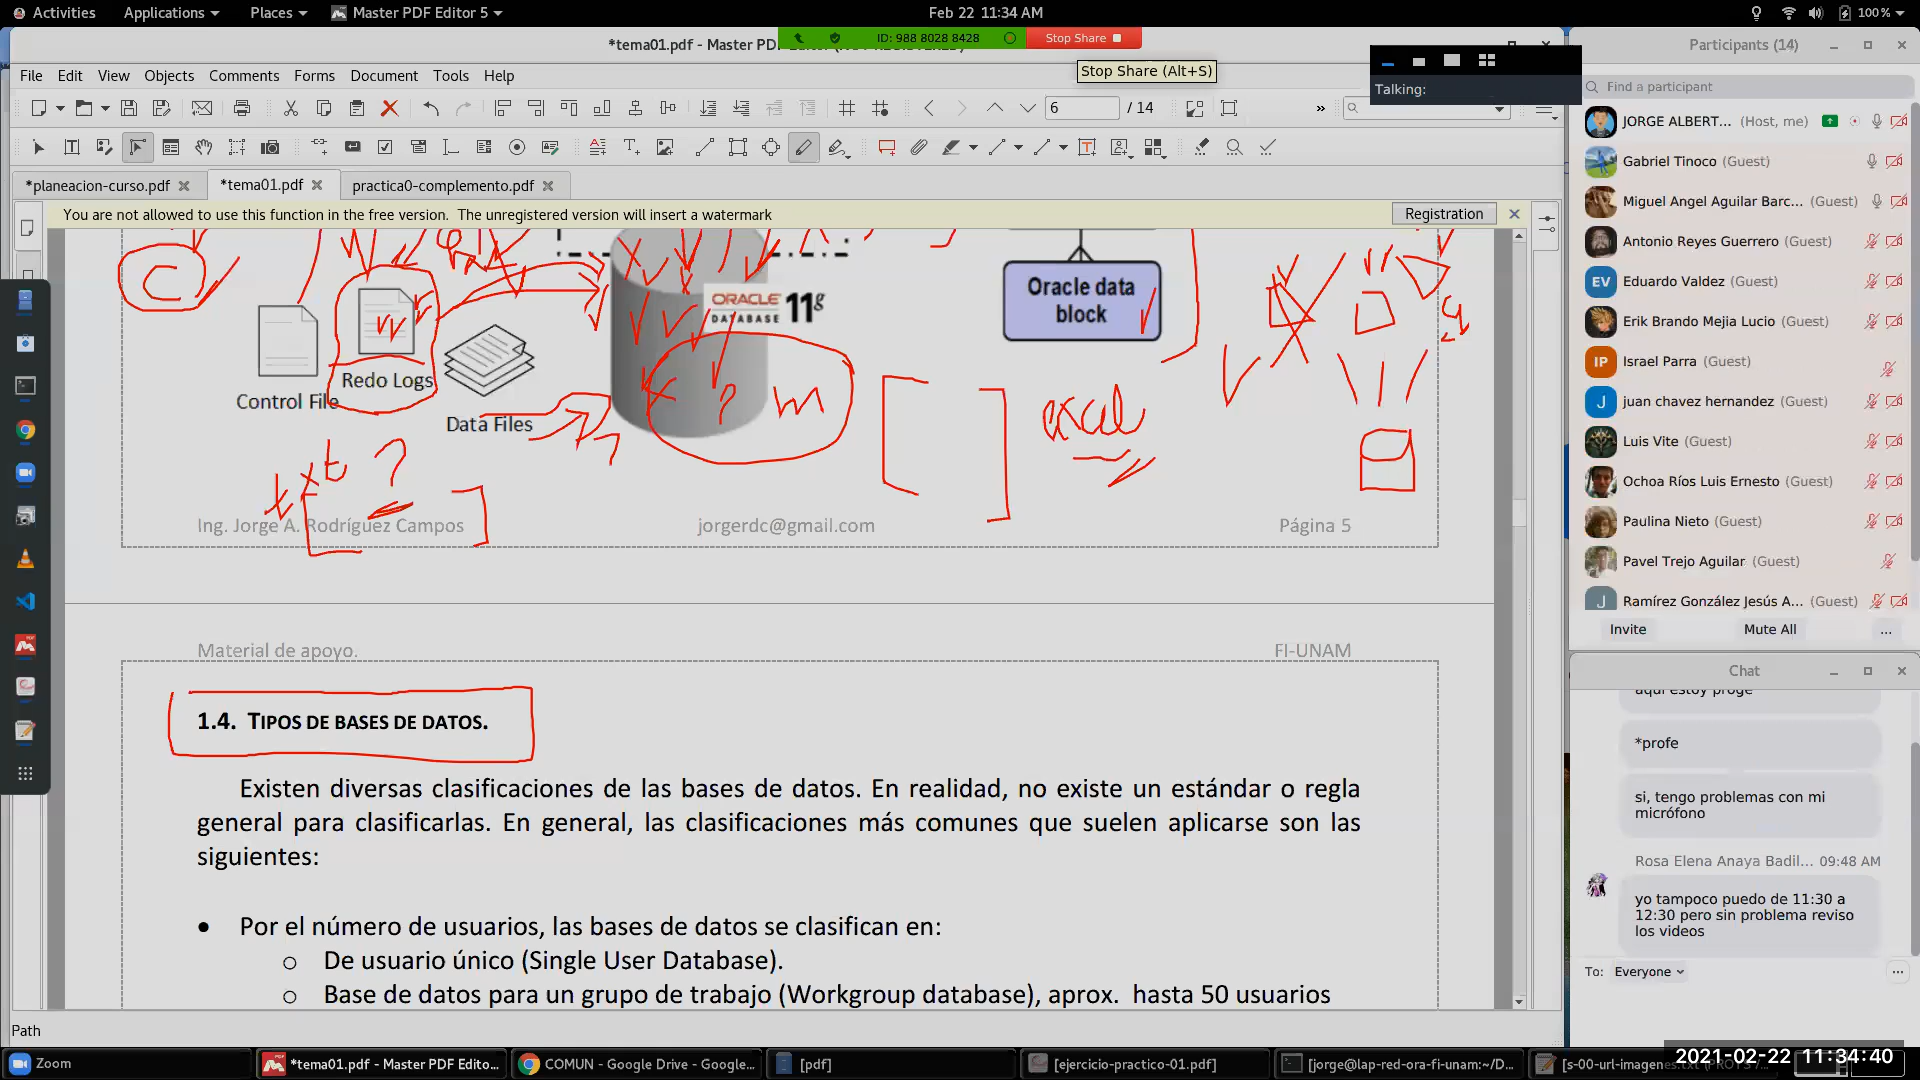 Activities
Applications
Places
Master PDF Editor 5
Feb 22 11:34 AM
100%
*tema01.pdf - Master PD
ID: 988 8028 8428
Stop Share
Stop Share (Alt+S)
Talking:
File Edit View Objects Comments Forms Document Tools Help
6 / 14
*planeacion-curso.pdf
*tema01.pdf
practica0-complemento.pdf
You are not allowed to use this function in the free version. The unregistered version will insert a watermark
Registration
C
ORACLE 11g
DATABASE
Oracle data
block
Redo Logs
Control File
Data Files
? m
excel
txt ?
Ing. Jorge A. Rodríguez Campos
jorgerdc@gmail.com
Página 5
Material de apoyo.
FI-UNAM
1.4. TIPOS DE BASES DE DATOS.
Existen diversas clasificaciones de las bases de datos. En realidad, no existe un estándar o regla
general para clasificarlas. En general, las clasificaciones más comunes que suelen aplicarse son las
siguientes:
• Por el número de usuarios, las bases de datos se clasifican en:
o De usuario único (Single User Database).
o Base de datos para un grupo de trabajo (Workgroup database), aprox. hasta 50 usuarios
Path
Participants (14)
Find a participant
JORGE ALBERT... (Host, me)
Gabriel Tinoco (Guest)
Miguel Angel Aguilar Barc... (Guest)
Antonio Reyes Guerrero (Guest)
EV Eduardo Valdez (Guest)
Erik Brando Mejia Lucio (Guest)
IP Israel Parra (Guest)
J juan chavez hernandez (Guest)
Luis Vite (Guest)
Ochoa Ríos Luis Ernesto (Guest)
Paulina Nieto (Guest)
Pavel Trejo Aguilar (Guest)
J Ramírez González Jesús A... (Guest)
Invite
Mute All
...
Chat
aqui estoy proge
*profe
si, tengo problemas con mi
micrófono
Rosa Elena Anaya Badil... 09:48 AM
yo tampoco puedo de 11:30 a
12:30 pero sin problema reviso
los videos
To: Everyone
Zoom
*tema01.pdf - Master PDF Edito...
COMUN - Google Drive - Google...
[pdf]
[ejercicio-practico-01.pdf]
[jorge@lap-red-ora-fi-unam:~/D...
[s-00-url-imagenes.txt
2021-02-22 11:34:40